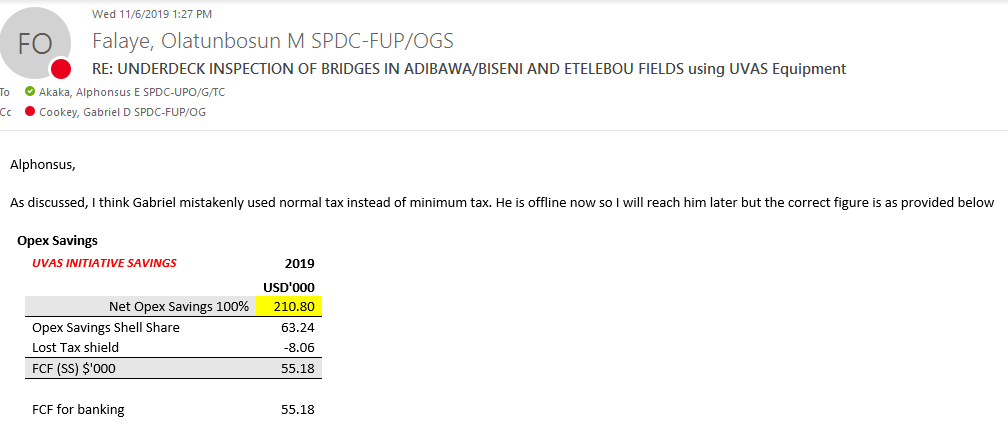 Wed 11/6/2019 1:27 PM
FO
Falaye, Olatunbosun M SPDC-FUP/OGS
RE: UNDERDECK INSPECTION OF BRIDGES IN ADIBAWA/BISENI AND ETELEBOU FIELDS using UVAS Equipment
To Akaka, Alphonsus E SPDC-UPO/G/TC
Cc Cookey, Gabriel D SPDC-FUP/OG
Alphonsus,
As discussed, I think Gabriel mistakenly used normal tax instead of minimum tax. He is offline now so I will reach him later but the correct figure is as provided below
Opex Savings
UVAS INITIATIVE SAVINGS 2019
USD'000
Net Opex Savings 100% 210.80
Opex Savings Shell Share 63.24
Lost Tax shield -8.06
FCF (SS) $'000 55.18
FCF for banking 55.18